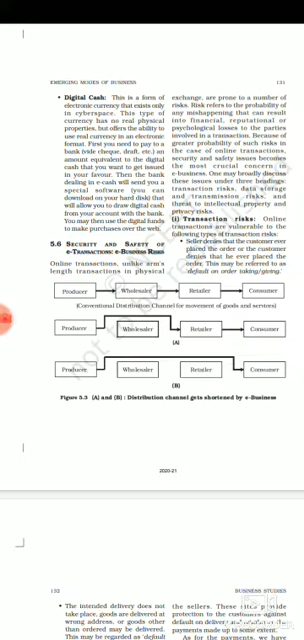 EMERGING MODES OF BUSINESS
131
• Digital Cash: This is a form of
electronic currency that exists only
in cyberspace. This type of
currency has no real physical
properties, but offers the ability to
use real currency in an electronic
format. First you need to pay to a
bank (vide cheque, draft, etc.) an
amount equivalent to the digital
cash that you want to get issued
in your favour. Then the bank
dealing in e-cash will send you a
special software (you can
download on your hard disk) that
will allow you to draw digital cash
from your account with the bank.
You may then use the digital funds
to make purchases over the web.
5.6 SECURITY AND SAFETY OF
e-TRANSACTIONS: e-BUSINESS RISKS
Online transactions, unlike arm's
length transactions in physical
exchange, are prone to a number of
risks. Risk refers to the probability of
any mishappening that can result
into financial, reputational or
psychological losses to the parties
involved in a transaction. Because of
greater probability of such risks in
the case of online transactions,
security and safety issues becomes
the most crucial concern in
e-business. One may broadly discuss
these issues under three headings:
transaction risks, data storage
and transmission risks, and
threat to intellectual property and
privacy risks.
(i) Transaction risks: Online
transactions are vulnerable to the
following types of transaction risks:
• Seller denies that the customer ever
placed the order or the customer
denies that he ever placed the
order. This may be referred to as
'default on order taking/giving.'
Producer Wholesaler Retailer Consumer
(Conventional Distribution Channel for movement of goods and services)
Producer Wholesaler Retailer Consumer
(A)
Producer Wholesaler Retailer Consumer
(B)
Figure 5.3 (A) and (B) : Distribution channel gets shortened by e-Business
2020-21
132
BUSINESS STUDIES
• The intended delivery does not
take place, goods are delivered at
wrong address, or goods other
than ordered may be delivered.
This may be regarded as 'default
the sellers. These sites provide
protection to the customers against
default on delivery and reimburse the
payments made up to some extent.
As for the payments, we have